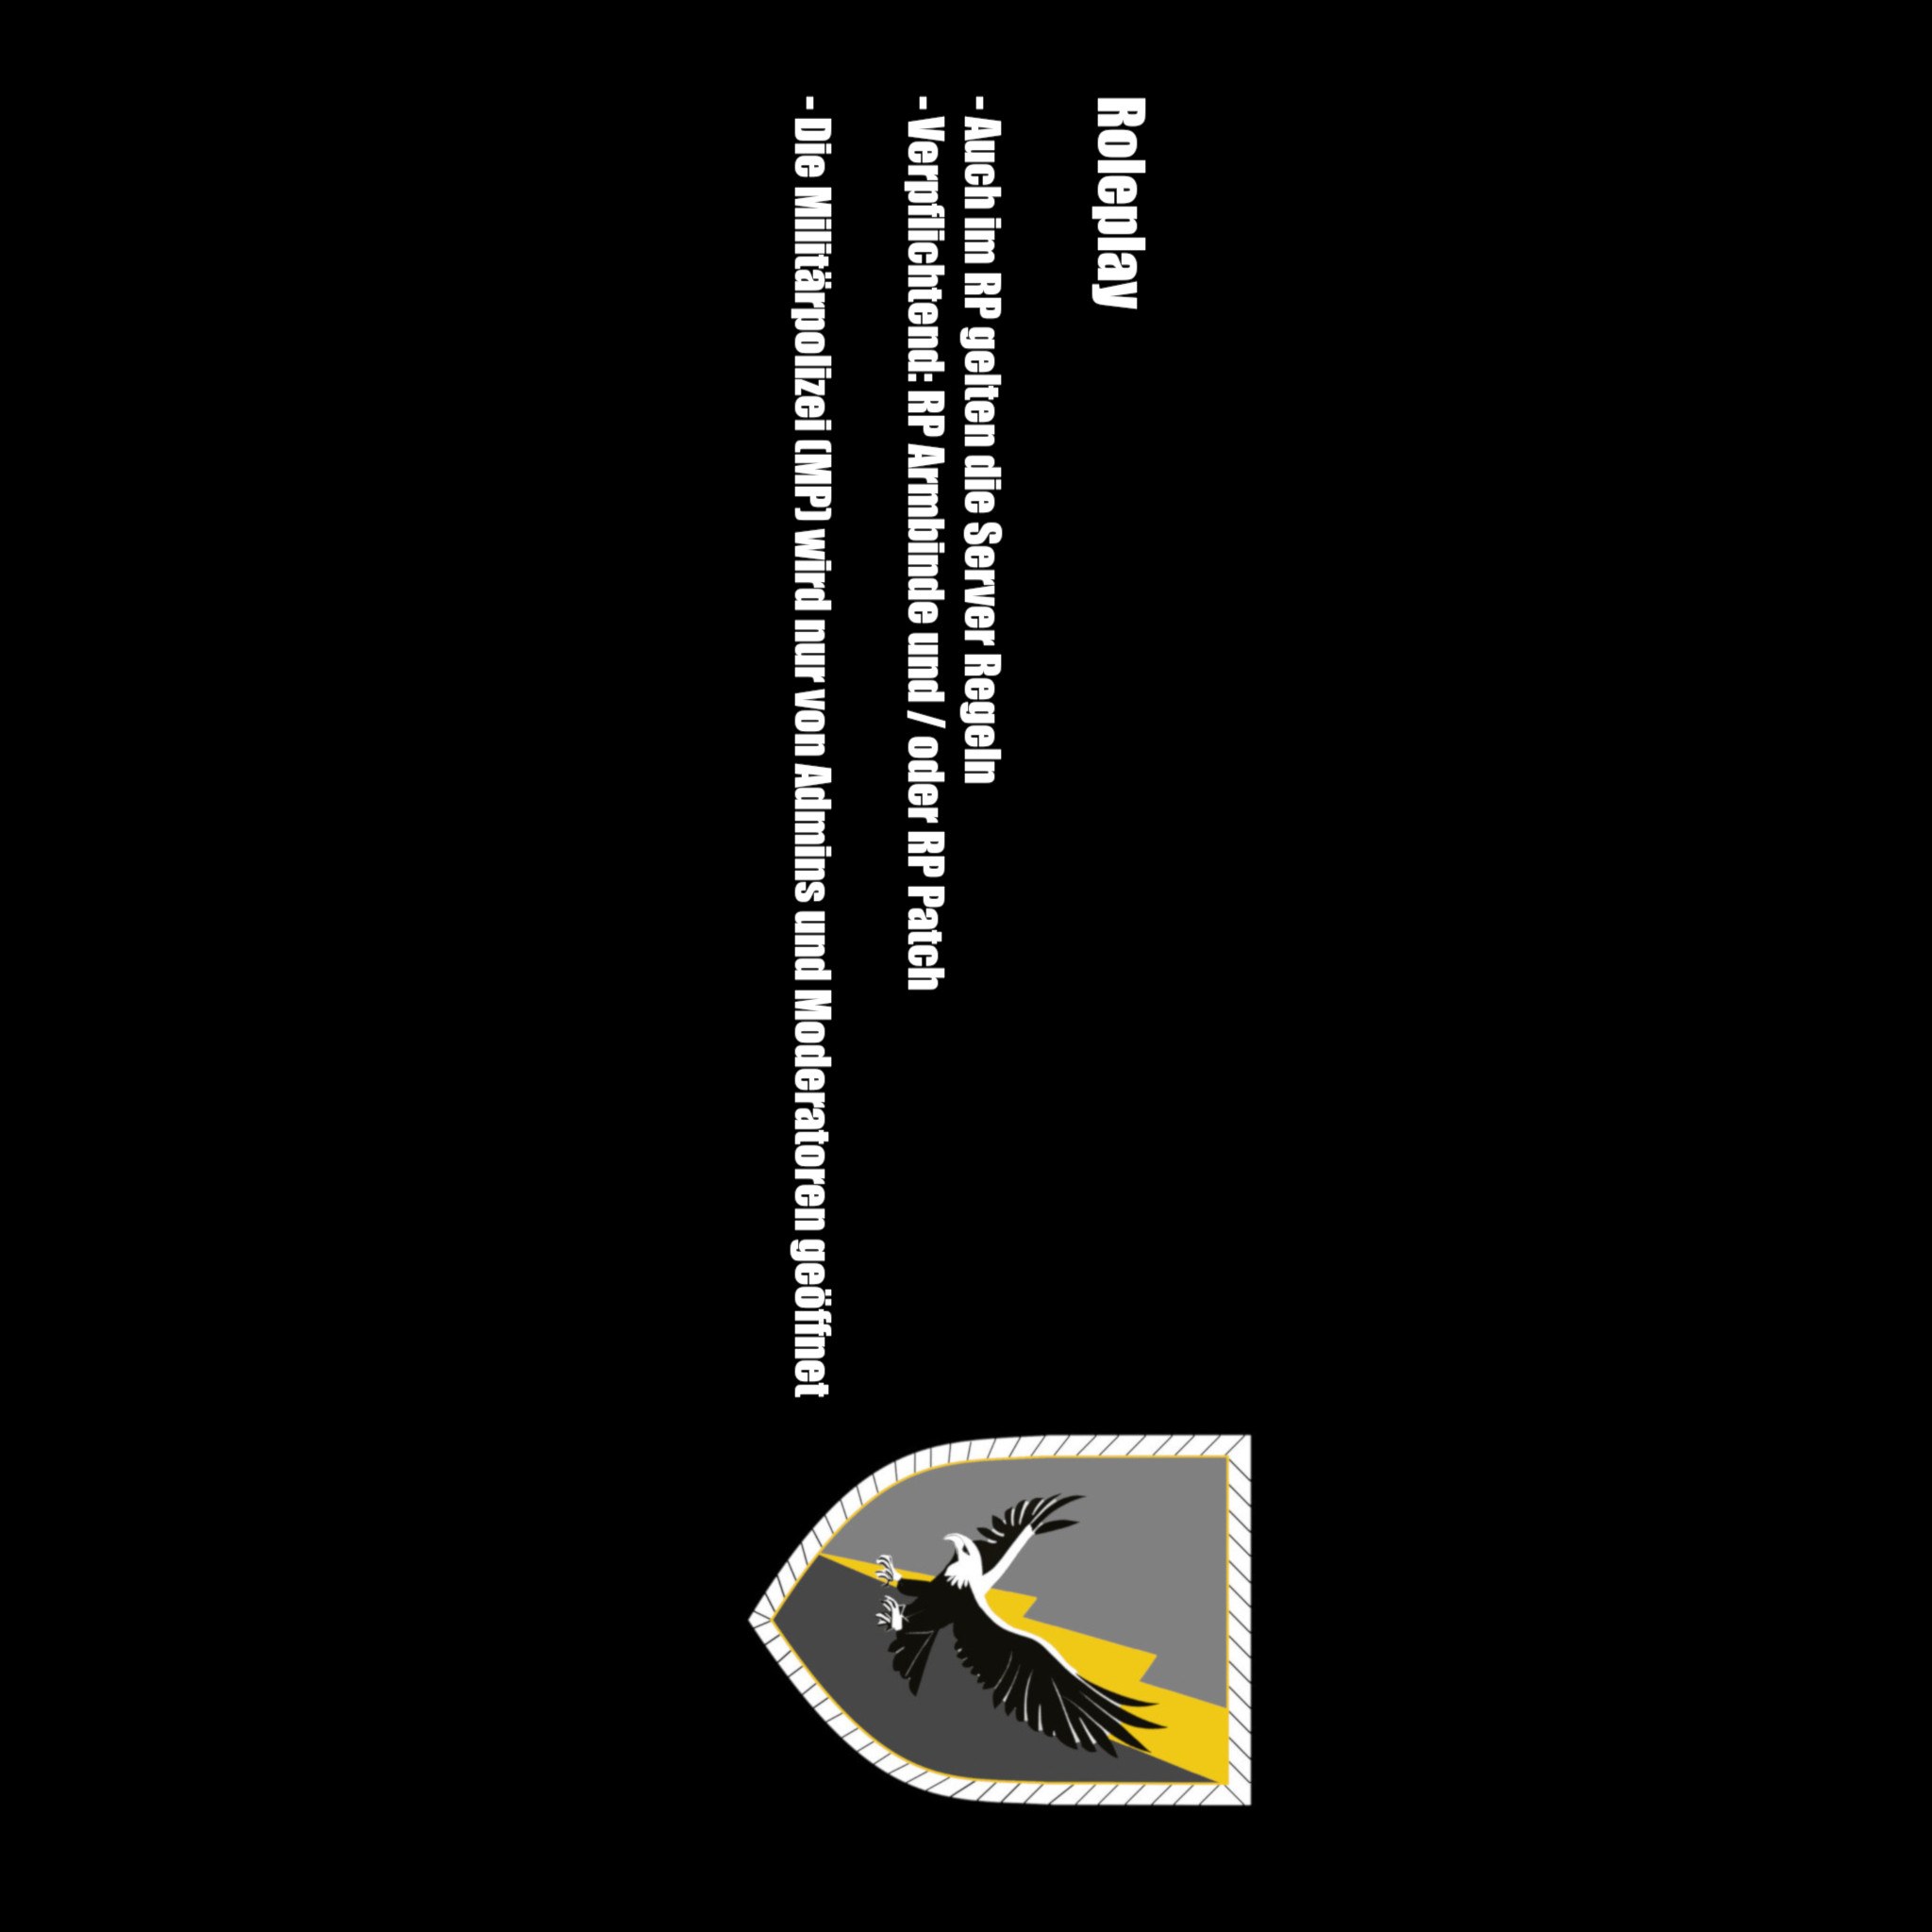 Roleplay
- Auch im RP gelten die Server Regeln
- Verpflichtend: RP Armbinde und / oder RP Patch
- Die Militärpolizei (MP) wird nur von Admins und Moderatoren geöffnet